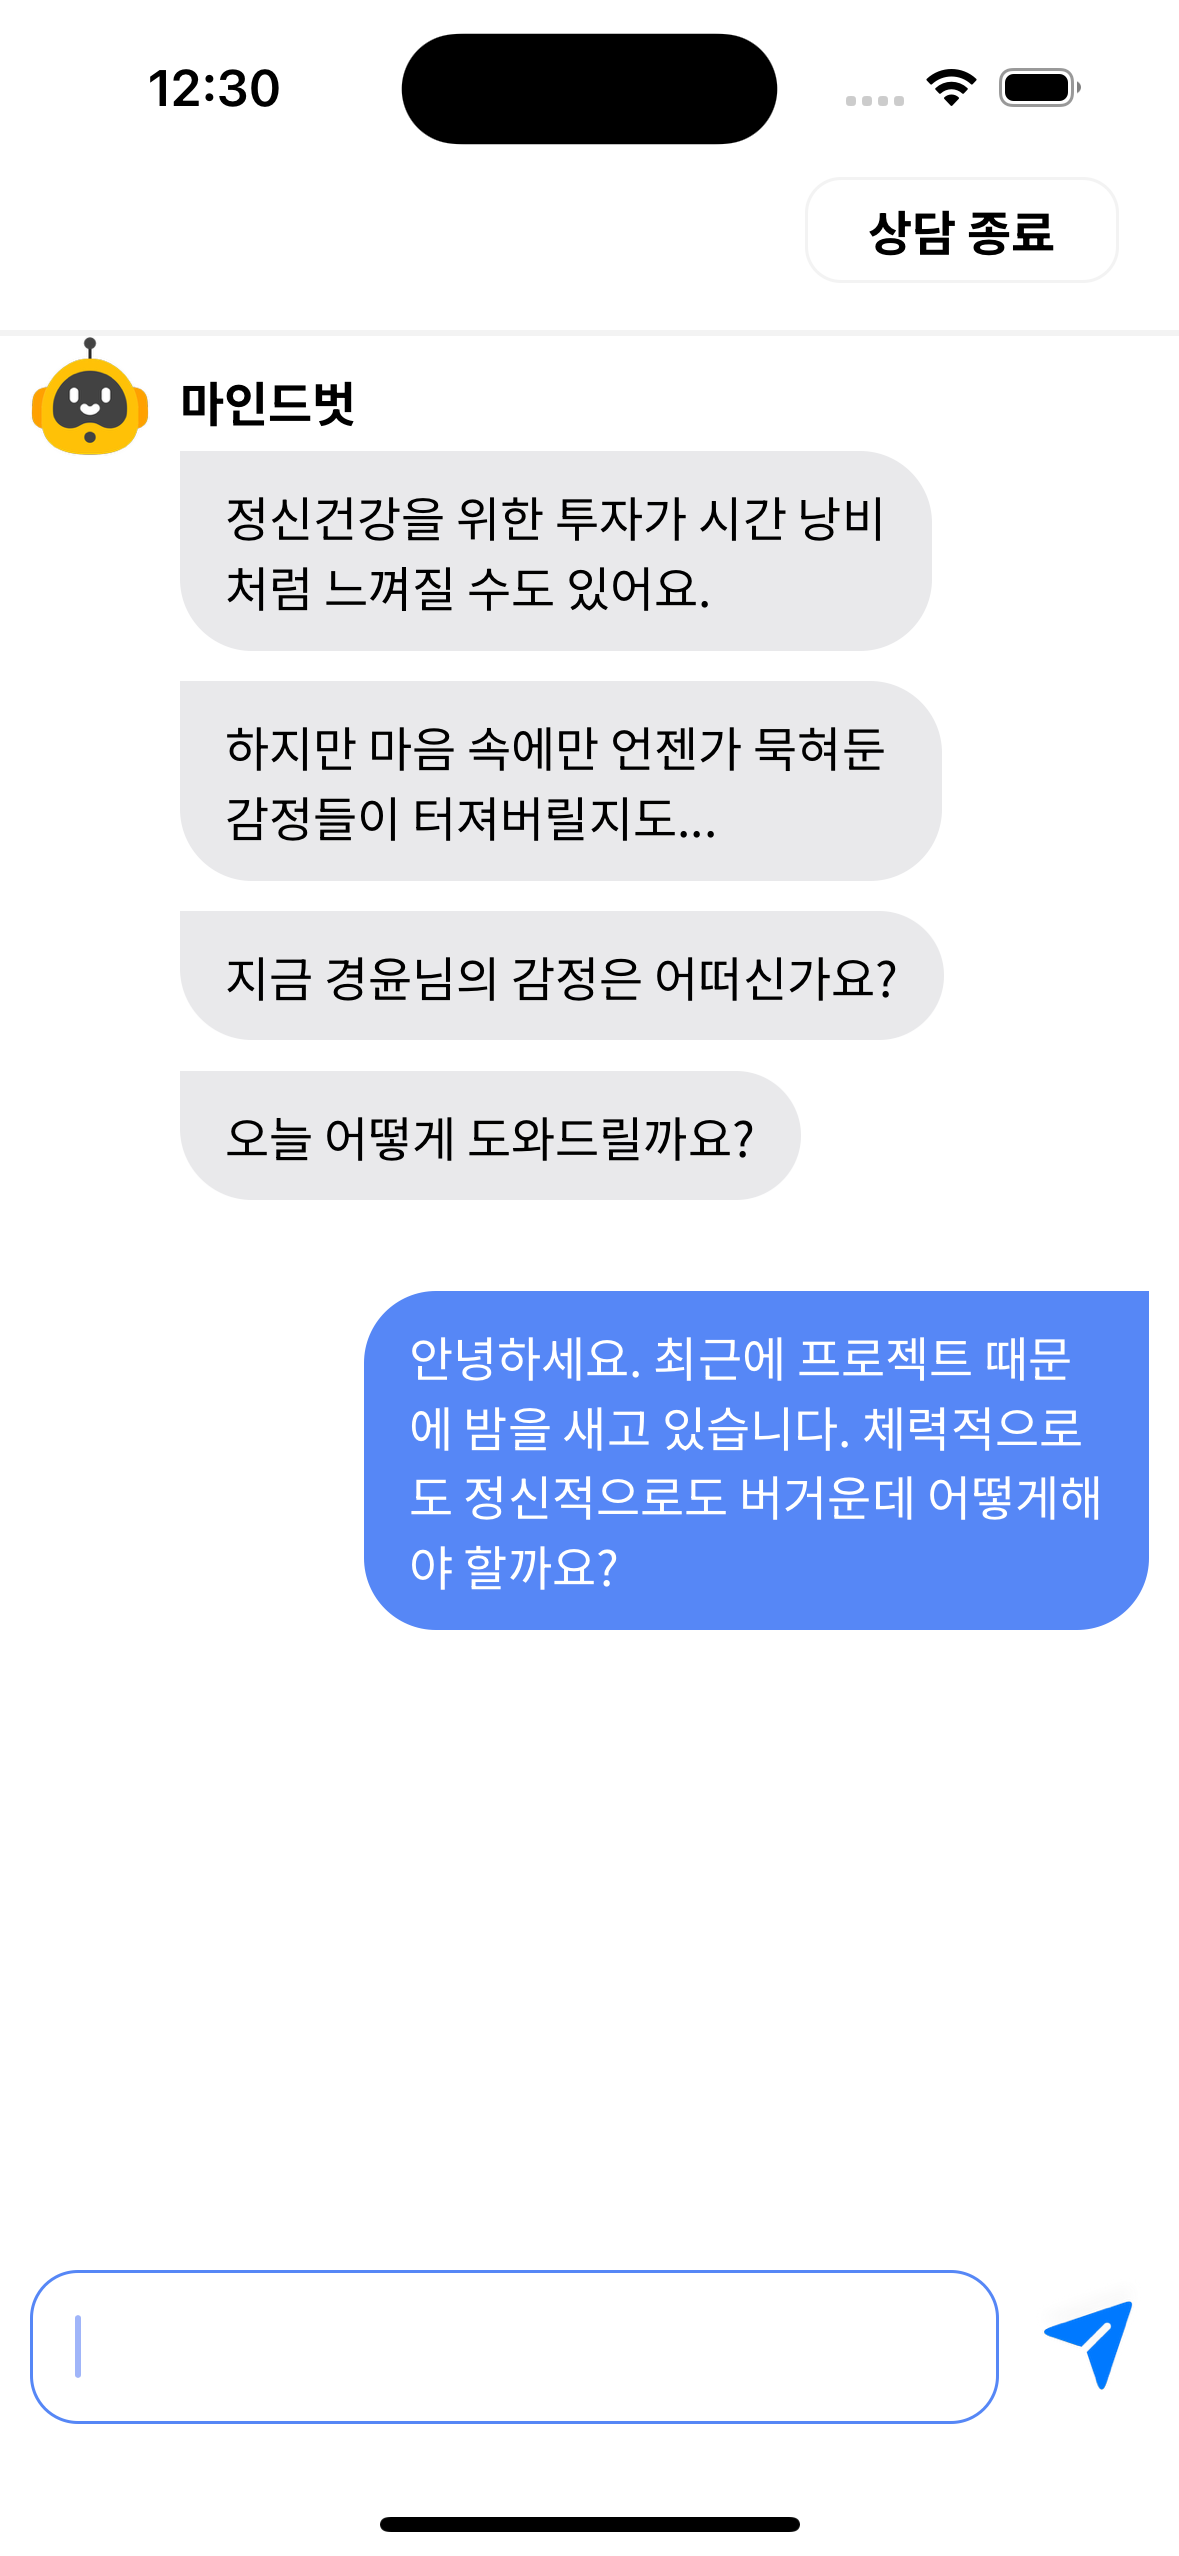 12:30
상담 종료
마인드벗
정신건강을 위한 투자가 시간 낭비
처럼 느껴질 수도 있어요.
하지만 마음 속에만 언젠가 묵혀둔
감정들이 터져버릴지도...
지금 경윤님의 감정은 어떠신가요?
오늘 어떻게 도와드릴까요?
안녕하세요. 최근에 프로젝트 때문
에 밤을 새고 있습니다. 체력적으로
도 정신적으로도 버거운데 어떻게해
야 할까요?